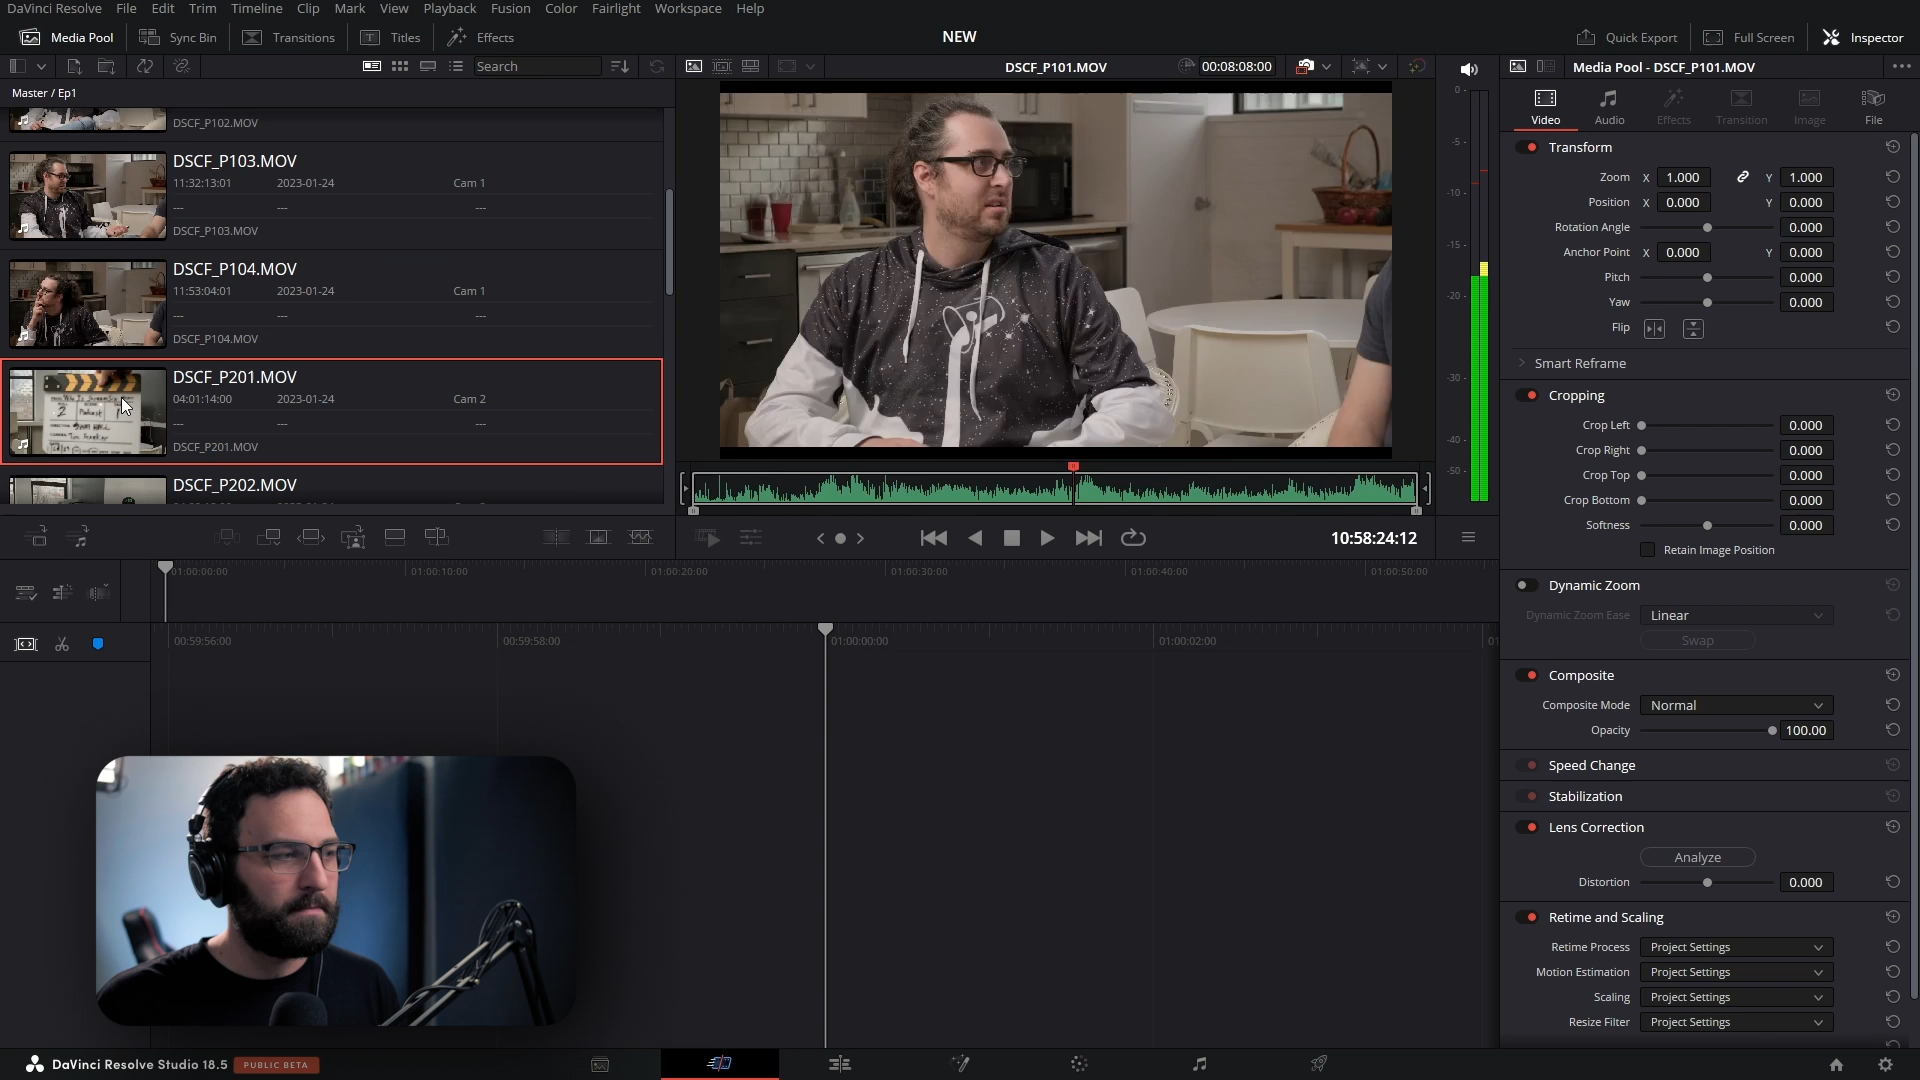 DaVinci Resolve File Edit Trim Timeline Clip Mark View Playback Fusion Color Fairlight Workspace Help
Media Pool Sync Bin Transitions Titles Effects NEW Quick Export Full Screen Inspector
Search DSCF_P101.MOV 00:08:08:00 Media Pool - DSCF_P101.MOV
Master / Ep1
DSCF_P102.MOV
DSCF_P103.MOV
11:32:13:01 2023-01-24 Cam 1
--- --- ---
DSCF_P103.MOV
DSCF_P104.MOV
11:53:04:01 2023-01-24 Cam 1
--- --- ---
DSCF_P104.MOV
DSCF_P201.MOV
04:01:14:00 2023-01-24 Cam 2
--- --- ---
DSCF_P201.MOV
DSCF_P202.MOV
0
-5
-10
-15
-20
-30
-40
-50
10:58:24:12
01:00:00:00 01:00:10:00 01:00:20:00 01:00:30:00 01:00:40:00 01:00:50:00
00:59:56:00 00:59:58:00 01:00:00:00 01:00:02:00
Video Audio Effects Transition Image File
Transform
Zoom X 1.000 Y 1.000
Position X 0.000 Y 0.000
Rotation Angle 0.000
Anchor Point X 0.000 Y 0.000
Pitch 0.000
Yaw 0.000
Flip
Smart Reframe
Cropping
Crop Left 0.000
Crop Right 0.000
Crop Top 0.000
Crop Bottom 0.000
Softness 0.000
Retain Image Position
Dynamic Zoom
Dynamic Zoom Ease Linear
Swap
Composite
Composite Mode Normal
Opacity 100.00
Speed Change
Stabilization
Lens Correction
Analyze
Distortion 0.000
Retime and Scaling
Retime Process Project Settings
Motion Estimation Project Settings
Scaling Project Settings
Resize Filter Project Settings
DaVinci Resolve Studio 18.5 PUBLIC BETA